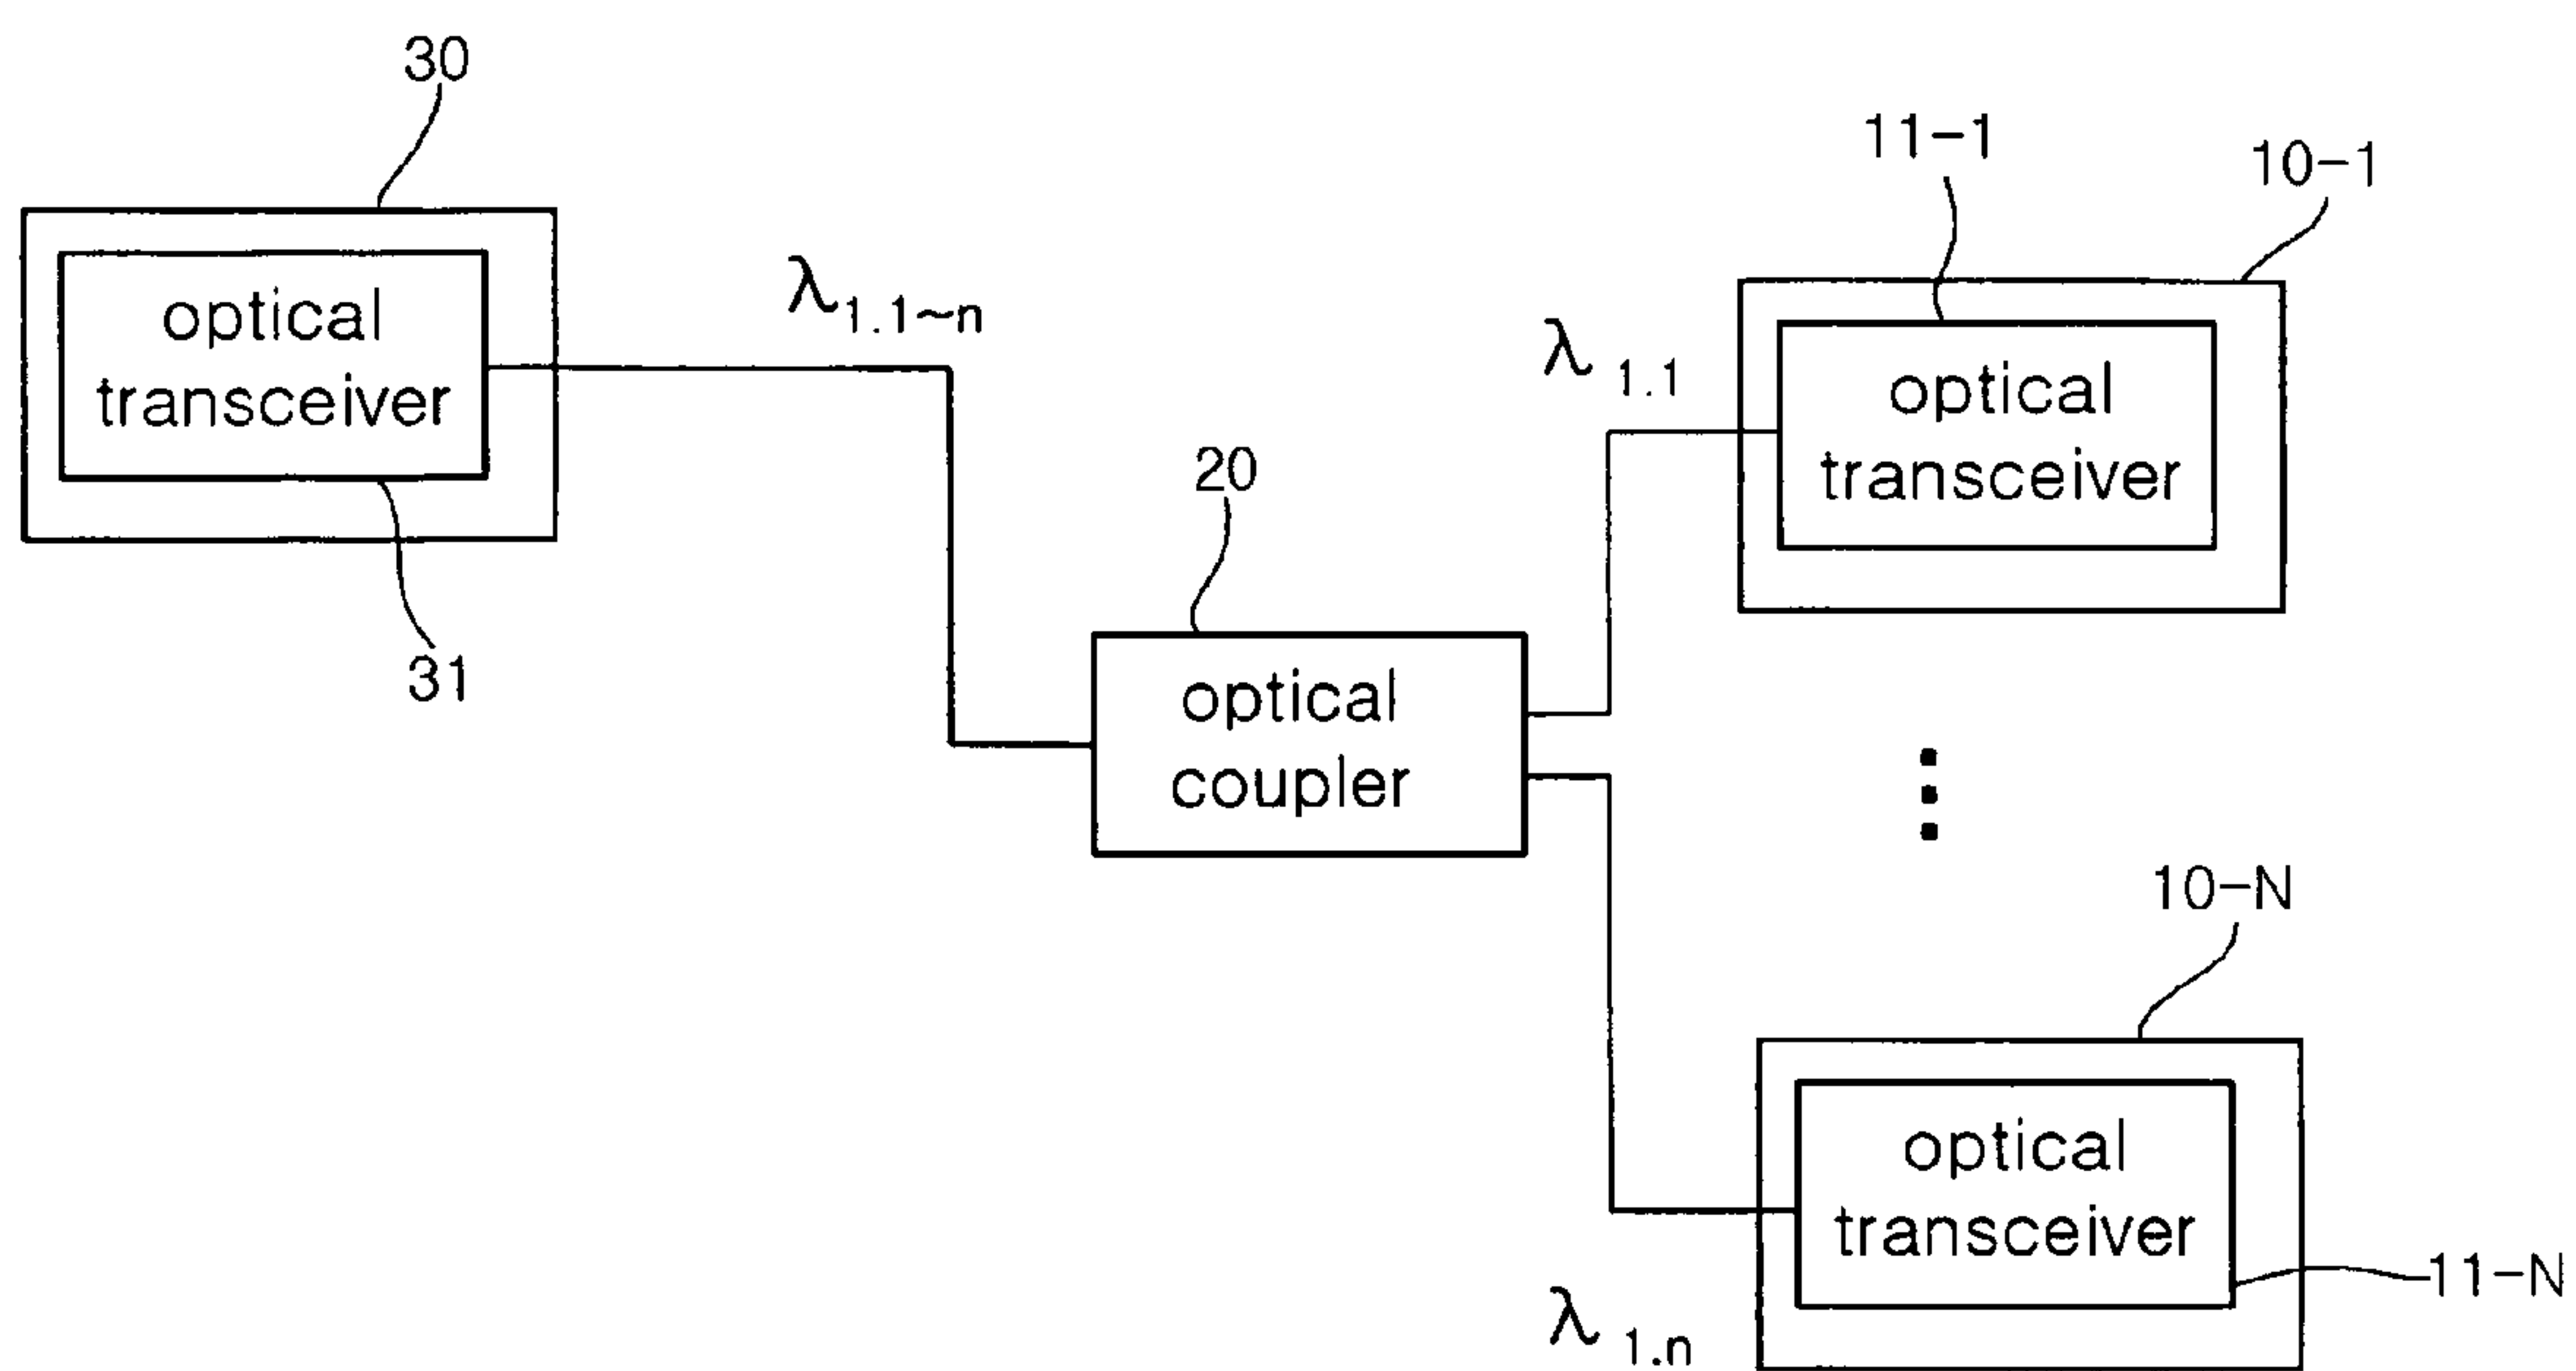 30
optical
transceiver
31
λ1.1~n
20
optical
coupler
11-1
10-1
λ 1.1
optical
transceiver
10-N
optical
transceiver
11-N
λ 1.n